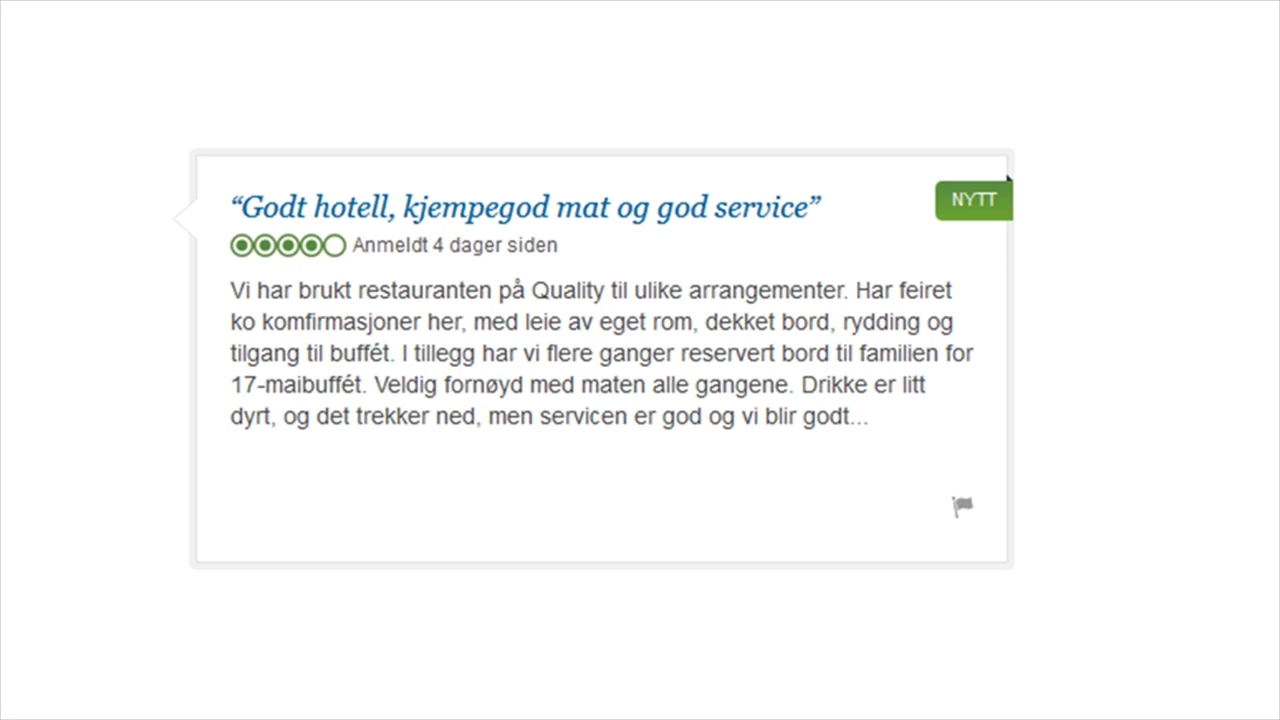 “Godt hotell, kjempegod mat og god service”
NYTT
Anmeldt 4 dager siden
Vi har brukt restauranten på Quality til ulike arrangementer. Har feiret
ko komfirmasjoner her, med leie av eget rom, dekket bord, rydding og
tilgang til buffét. I tillegg har vi flere ganger reservert bord til familien for
17-maibuffét. Veldig fornøyd med maten alle gangene. Drikke er litt
dyrt, og det trekker ned, men servicen er god og vi blir godt...